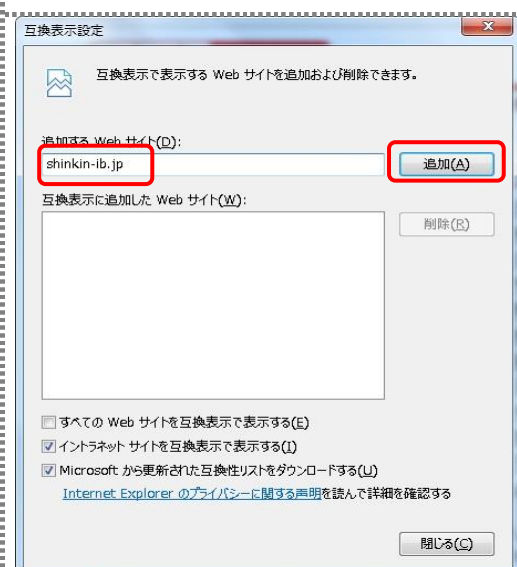 互換表示設定
互換表示で表示する Web サイトを追加および削除できます。
追加する Web サイト(D):
shinkin-ib.jp
追加(A)
互換表示に追加した Web サイト(W):
削除(R)
すべての Web サイトを互換表示で表示する(E)
イントラネット サイトを互換表示で表示する(I)
Microsoft から更新された互換性リストをダウンロードする(U)
Internet Explorer のプライバシーに関する声明を読んで詳細を確認する
閉じる(C)